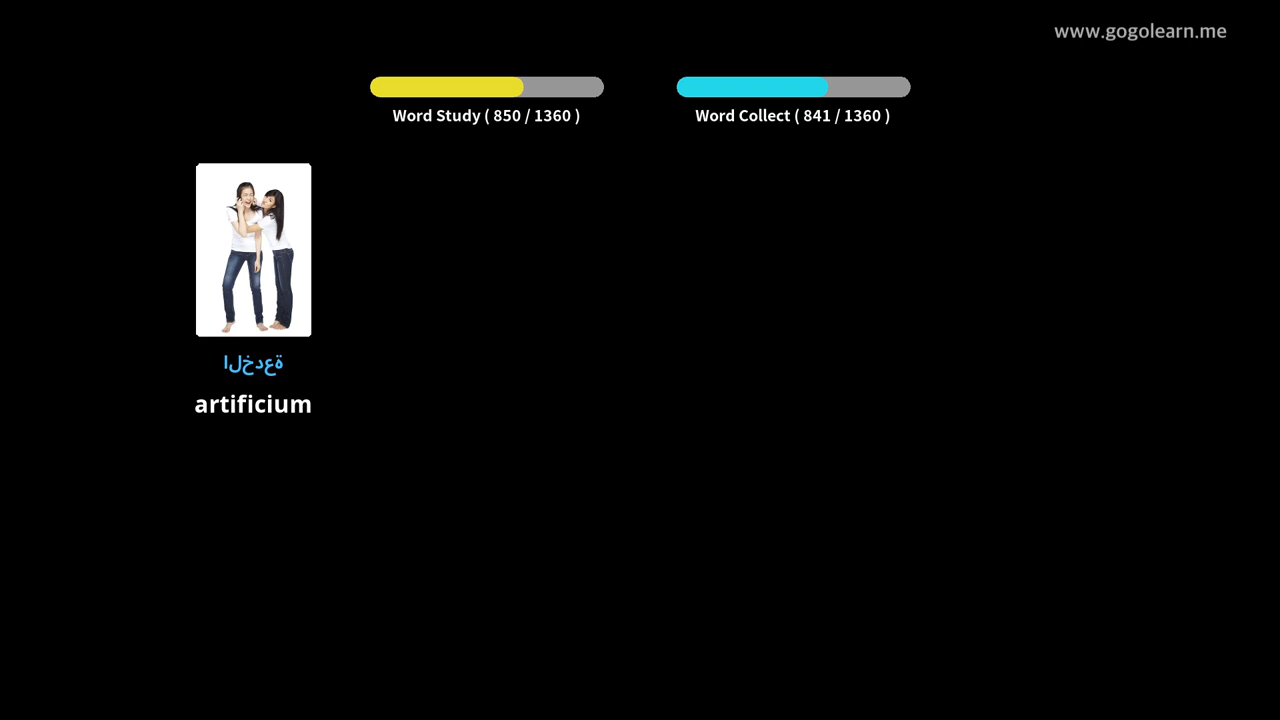 www.gogolearn.me
Word Study ( 850 / 1360 )
Word Collect ( 841 / 1360 )
الخدعة
artificium